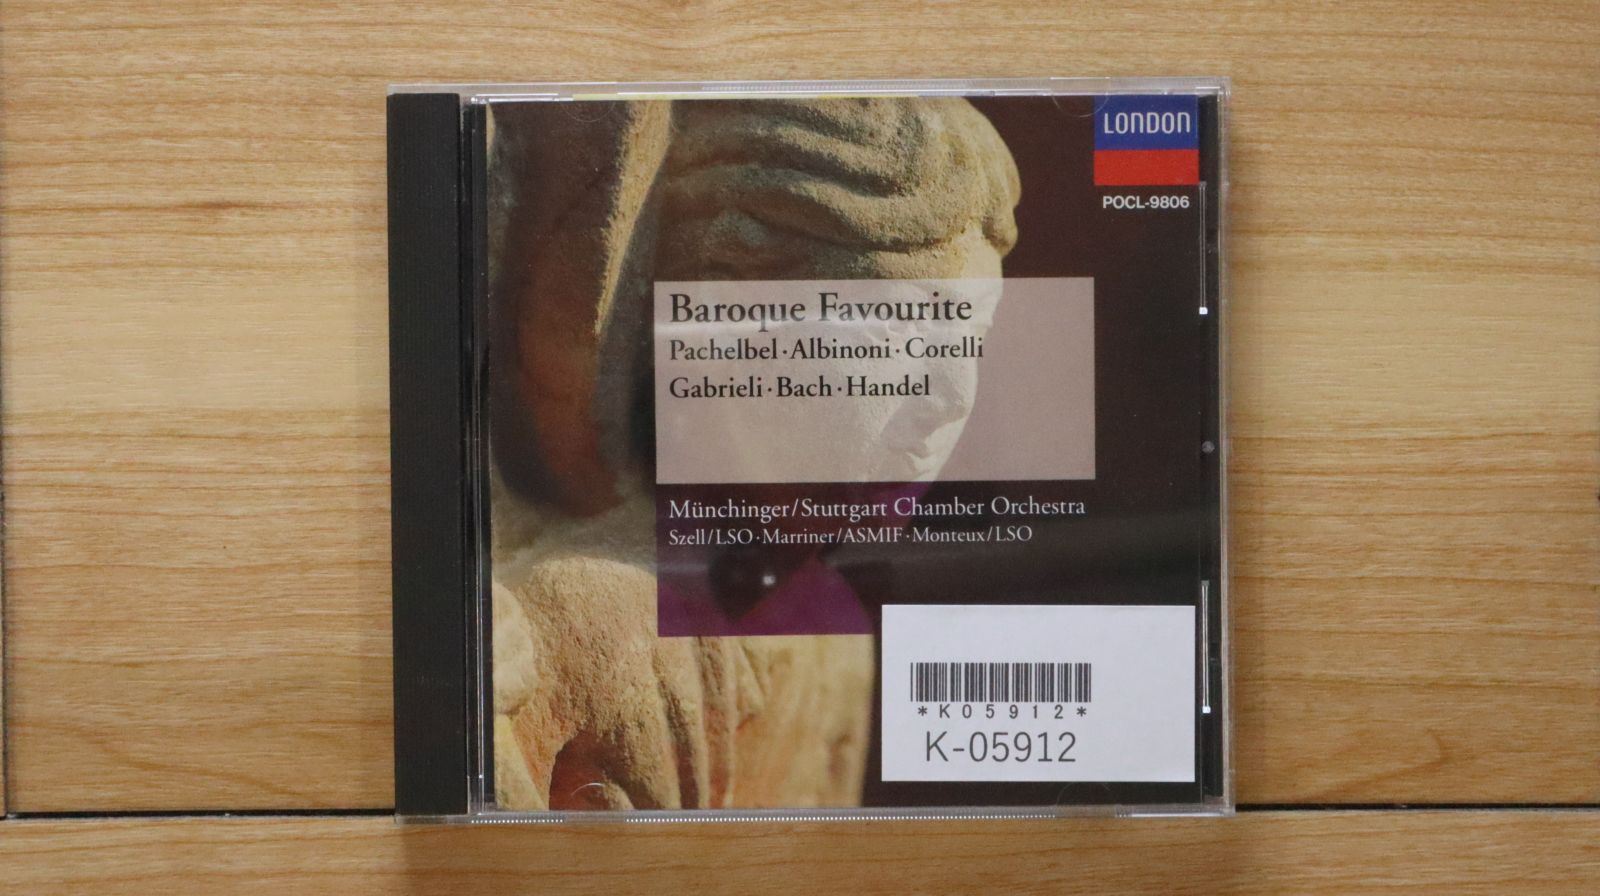 LONDON
POCL-9806
Baroque Favourite
Pachelbel·Albinoni·Corelli
Gabrieli·Bach·Handel
Münchinger/Stuttgart Chamber Orchestra
Szell/LSO·Marriner/ASMIF·Monteux/LSO
*K05912*
K-05912